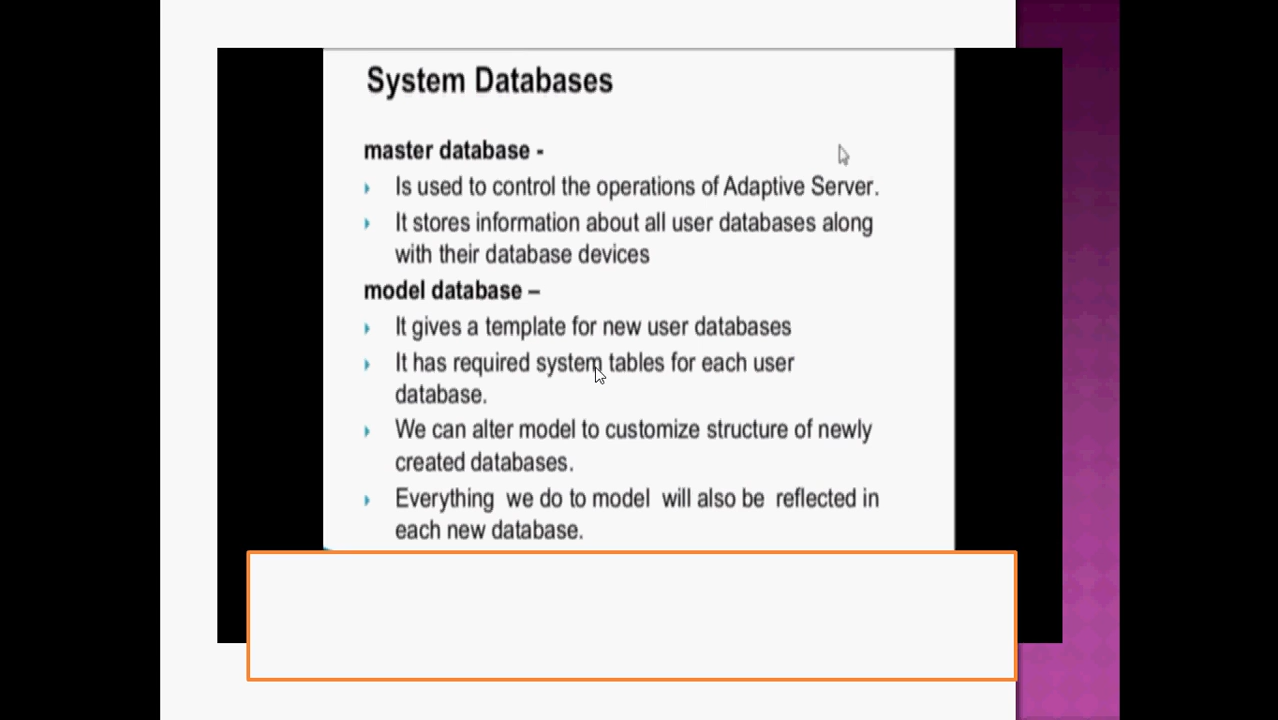 System Databases
master database -
Is used to control the operations of Adaptive Server.
It stores information about all user databases along
with their database devices
model database –
It gives a template for new user databases
It has required system tables for each user
database.
We can alter model to customize structure of newly
created databases.
Everything we do to model will also be reflected in
each new database.